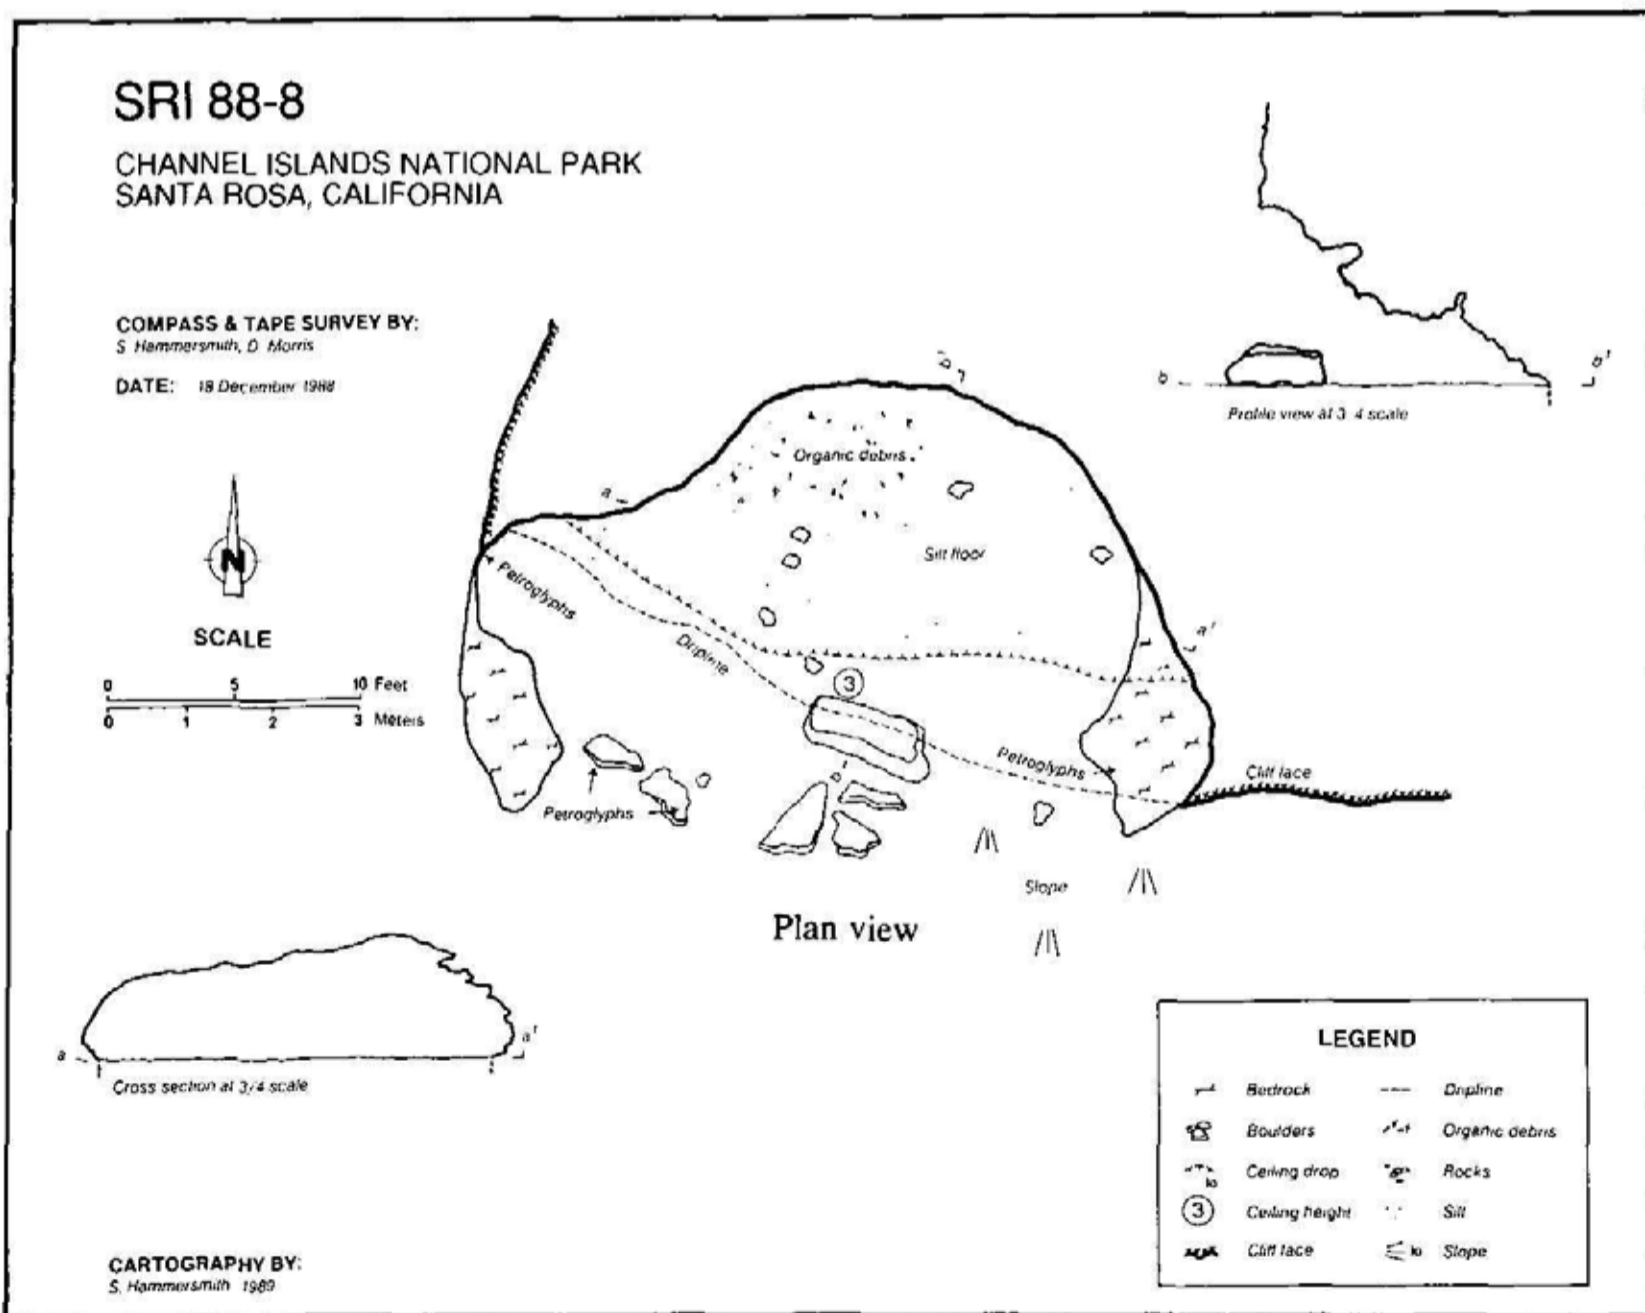 SRI 88-8
CHANNEL ISLANDS NATIONAL PARK
SANTA ROSA, CALIFORNIA
COMPASS & TAPE SURVEY BY:
S. Hammersmith, D. Morris
DATE: 18 December 1988
N
SCALE
0 5 10 Feet
0 1 2 3 Meters
b b'
Profile view at 3/4 scale
b'
Organic debris
a
Silt floor
Petroglyphs
a'
Dripline
3
Petroglyphs
Cliff face
b
Petroglyphs
Slope
Plan view
a a'
Cross section at 3/4 scale
LEGEND
Bedrock
Dripline
Boulders
Organic debris
Ceiling drop
Rocks
3 Ceiling height
Silt
Cliff face
Slope
CARTOGRAPHY BY:
S. Hammersmith 1989